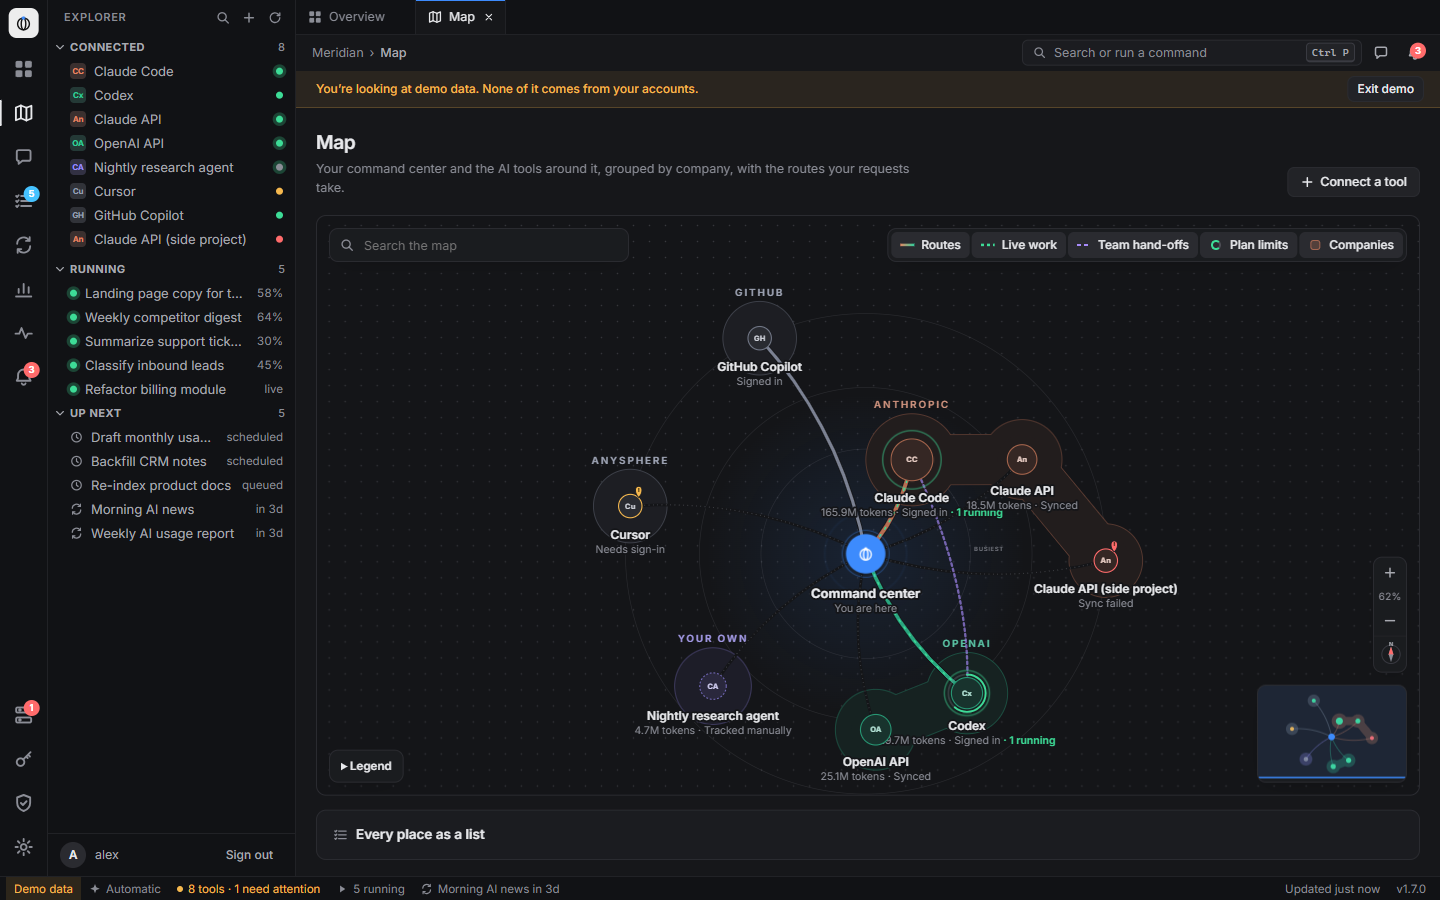 EXPLORER
CONNECTED 8
CC Claude Code
Cx Codex
An Claude API
OA OpenAI API
CA Nightly research agent
Cu Cursor
GH GitHub Copilot
An Claude API (side project)
RUNNING 5
Landing page copy for t... 58%
Weekly competitor digest 64%
Summarize support tick... 30%
Classify inbound leads 45%
Refactor billing module live
UP NEXT 5
Draft monthly usa... scheduled
Backfill CRM notes scheduled
Re-index product docs queued
Morning AI news in 3d
Weekly AI usage report in 3d
5
3
1
A alex Sign out
Overview
Map
Meridian › Map
Search or run a command Ctrl P
3
You're looking at demo data. None of it comes from your accounts.
Exit demo
Map
Your command center and the AI tools around it, grouped by company, with the routes your requests
take.
Connect a tool
Search the map
Routes
Live work
Team hand-offs
Plan limits
Companies
GITHUB
GH
GitHub Copilot
Signed in
ANTHROPIC
CC
Claude Code
165.9M tokens · Signed in · 1 running
An
Claude API
18.5M tokens · Synced
ANYSPHERE
Cu
Cursor
Needs sign-in
BUSIEST
An
Claude API (side project)
Sync failed
Command center
You are here
YOUR OWN
CA
Nightly research agent
4.7M tokens · Tracked manually
OPENAI
Cx
Codex
9.7M tokens · Signed in · 1 running
OA
OpenAI API
25.1M tokens · Synced
62%
N
Legend
Every place as a list
Demo data
Automatic
8 tools · 1 need attention
5 running
Morning AI news in 3d
Updated just now
v1.7.0